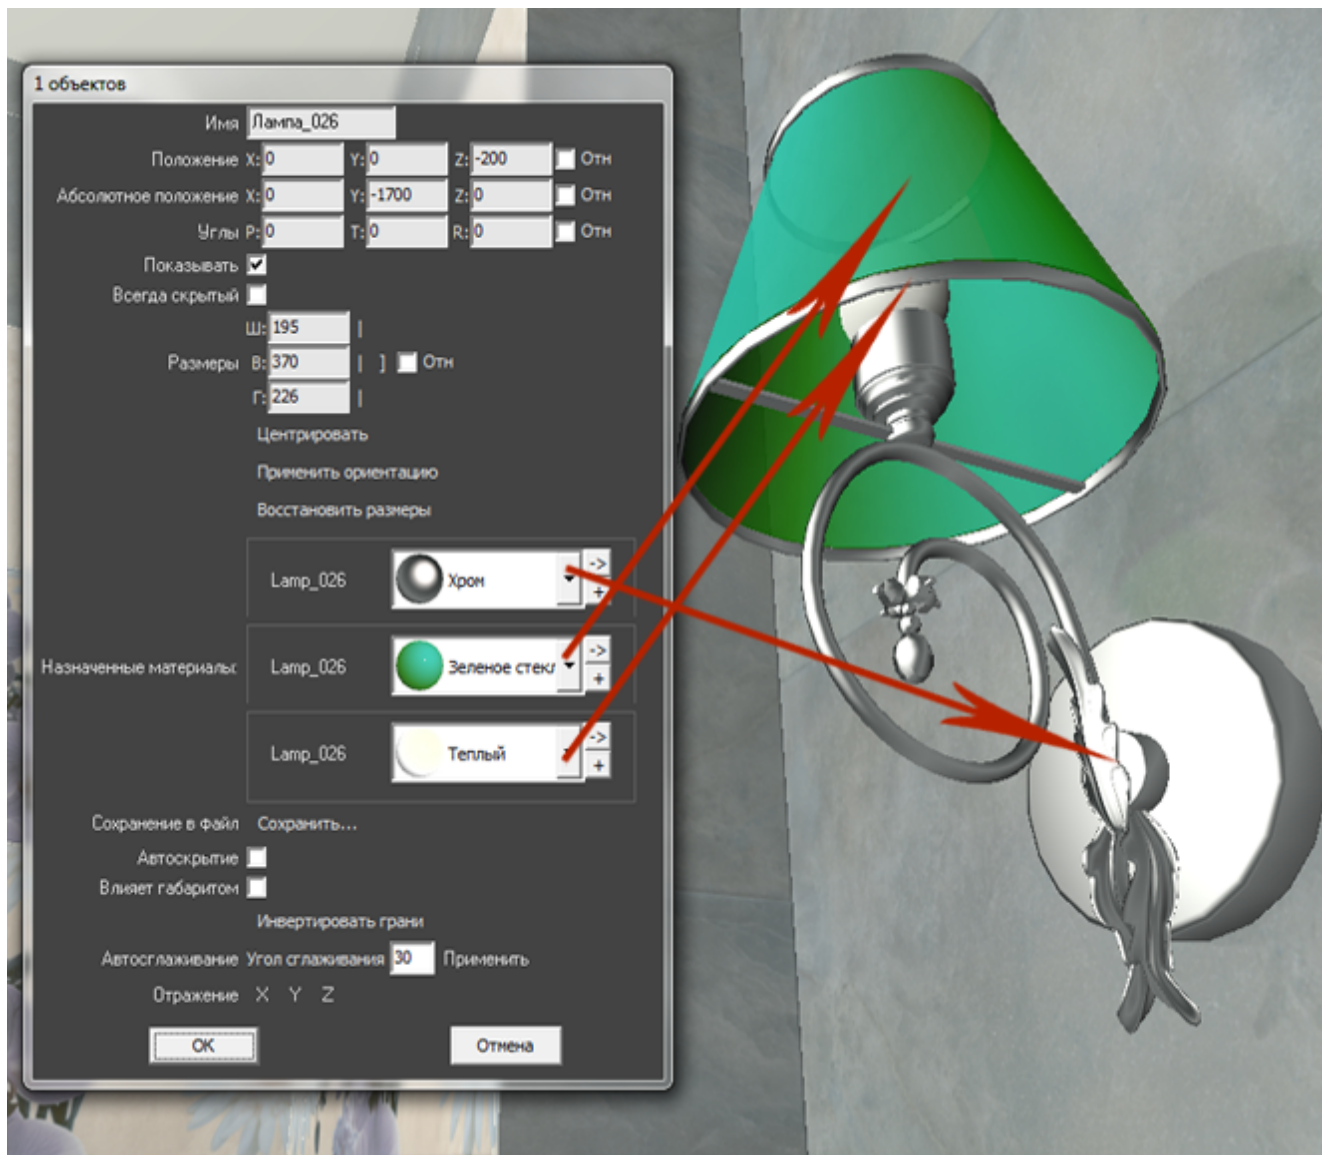 1 объектов
Имя Лампа_026
Положение X: 0 Y: 0 Z: -200 Отн
Абсолютное положение X: 0 Y: -1700 Z: 0 Отн
Углы P: 0 T: 0 R: 0 Отн
Показывать
Всегда скрытый
Ш: 195 |
Размеры В: 370 | ] Отн
Г: 226 |
Центрировать
Применить ориентацию
Восстановить размеры
Lamp_026 Хром -> +
Назначенные материалы: Lamp_026 Зеленое стекл -> +
Lamp_026 Теплый -> +
Сохранение в файл Сохранить...
Автоскрытие
Влияет габаритом
Инвертировать грани
Автосглаживание Угол сглаживания 30 Применить
Отражение X Y Z
OK Отмена